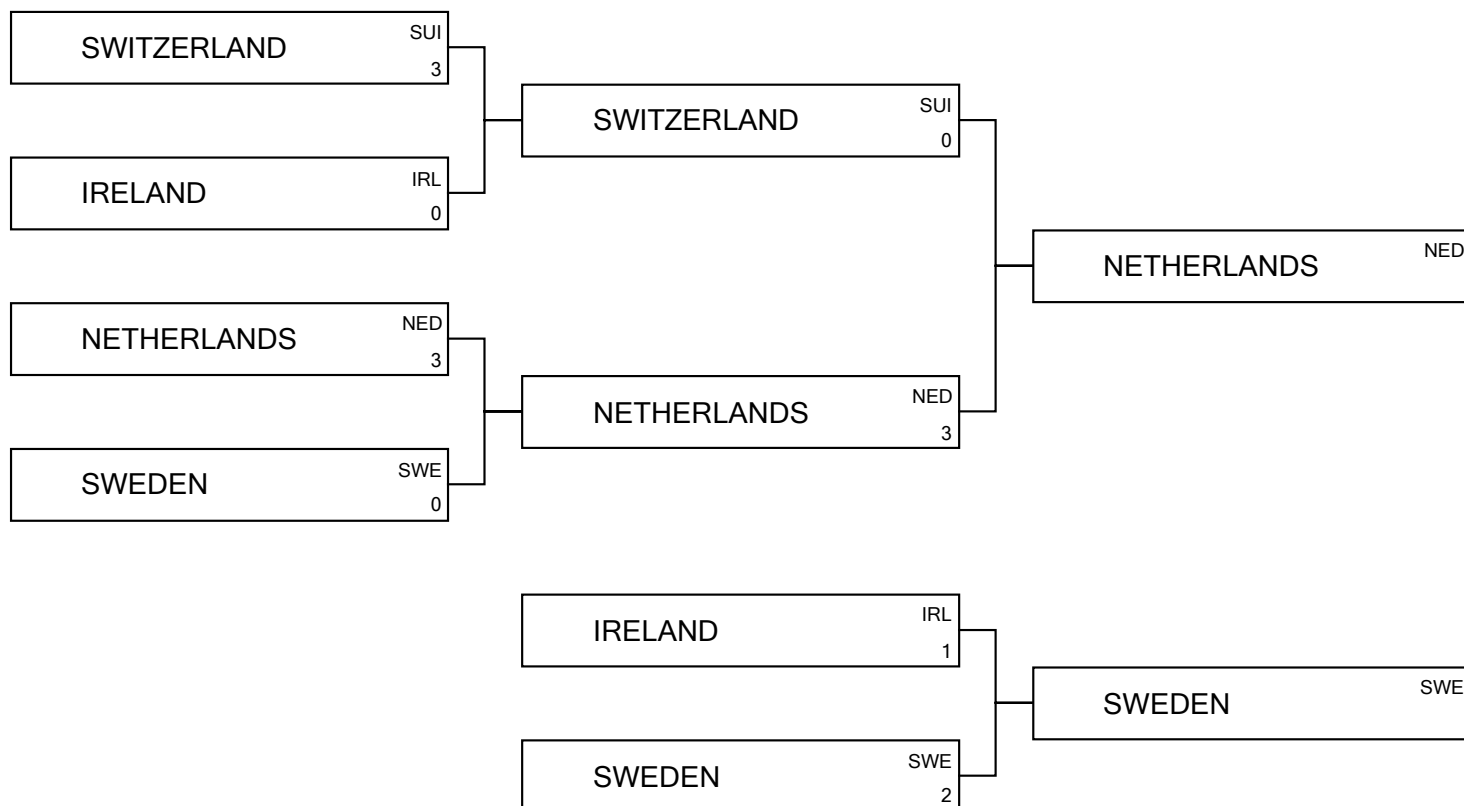 SWITZERLAND SUI
3
IRELAND IRL
0
NETHERLANDS NED
3
SWEDEN SWE
0
SWITZERLAND SUI
0
NETHERLANDS NED
3
NETHERLANDS NED
IRELAND IRL
1
SWEDEN SWE
2
SWEDEN SWE